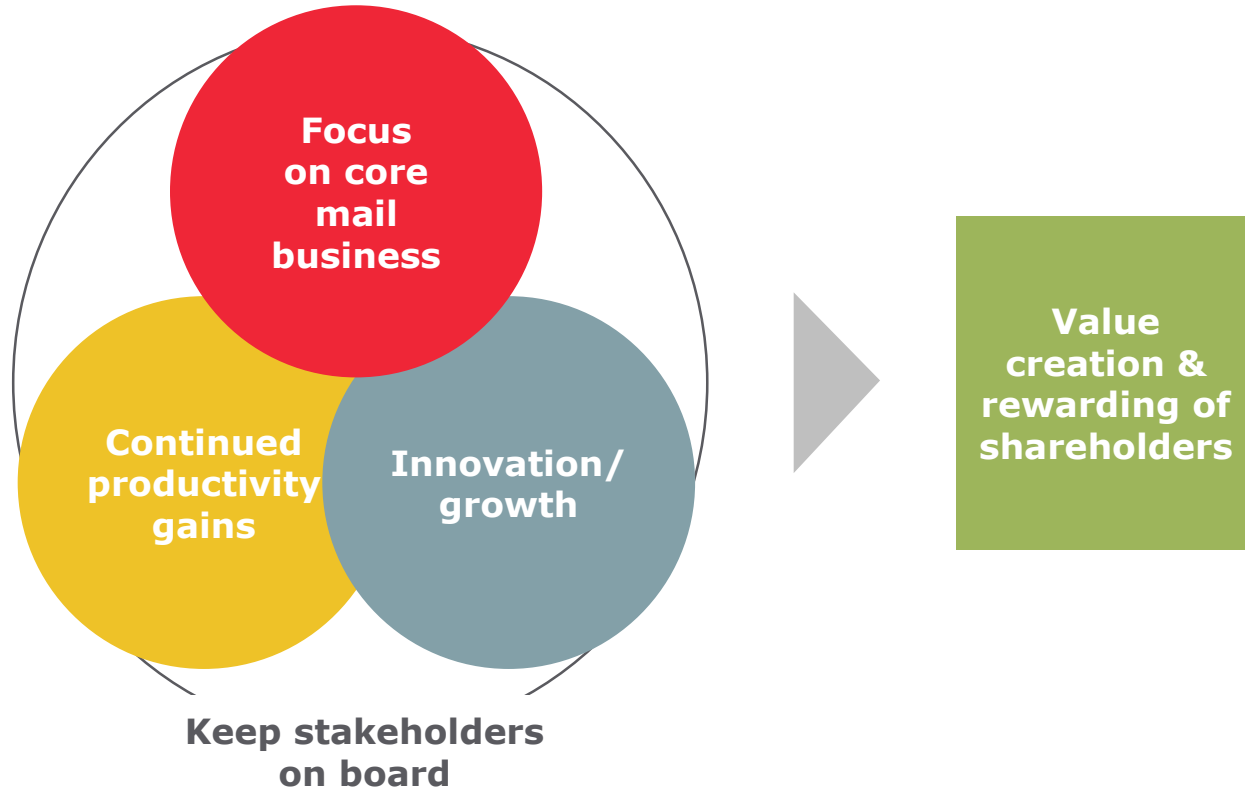 Focus
on core
mail
business
Continued
productivity
gains
Innovation/
growth
Keep stakeholders
on board
Value
creation &
rewarding of
shareholders